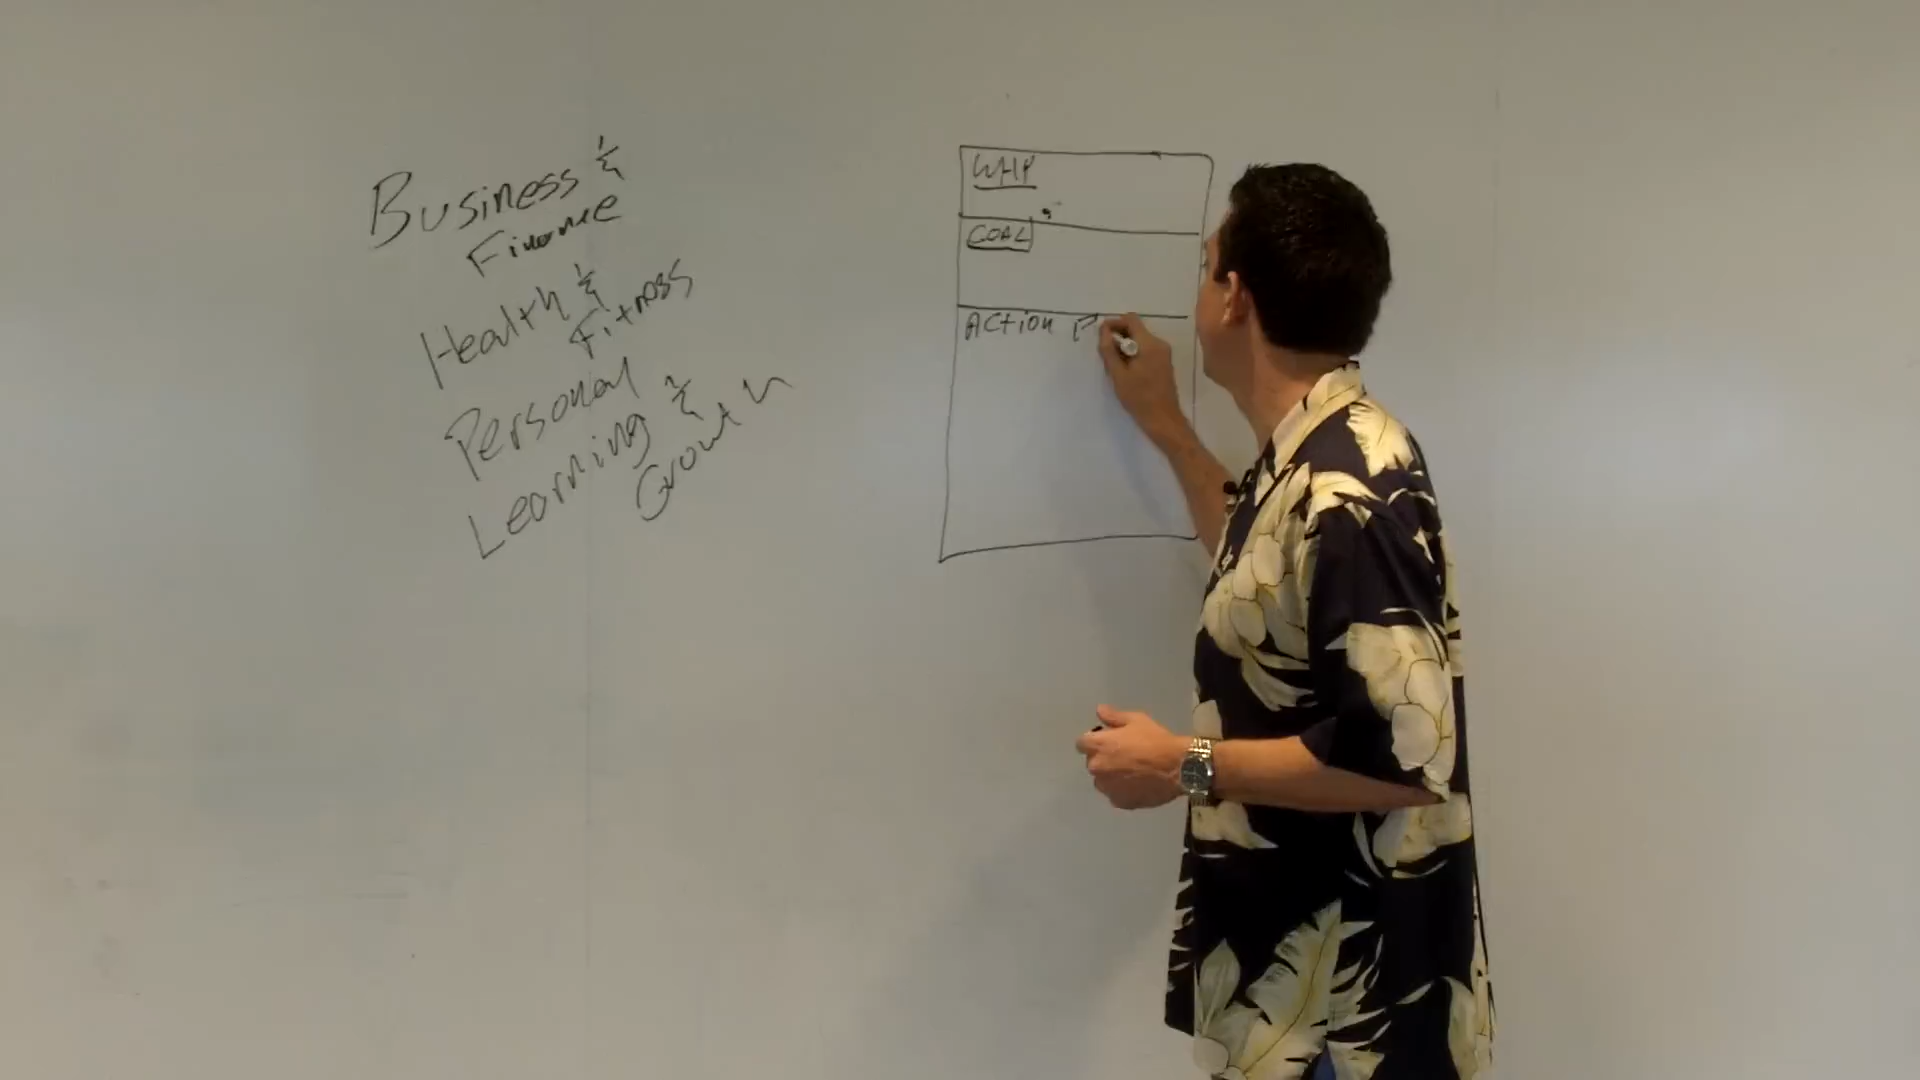 Business &
Finance
Health &
Fitness
Personal
Learning &
Growth
WHY
GOAL
Action P